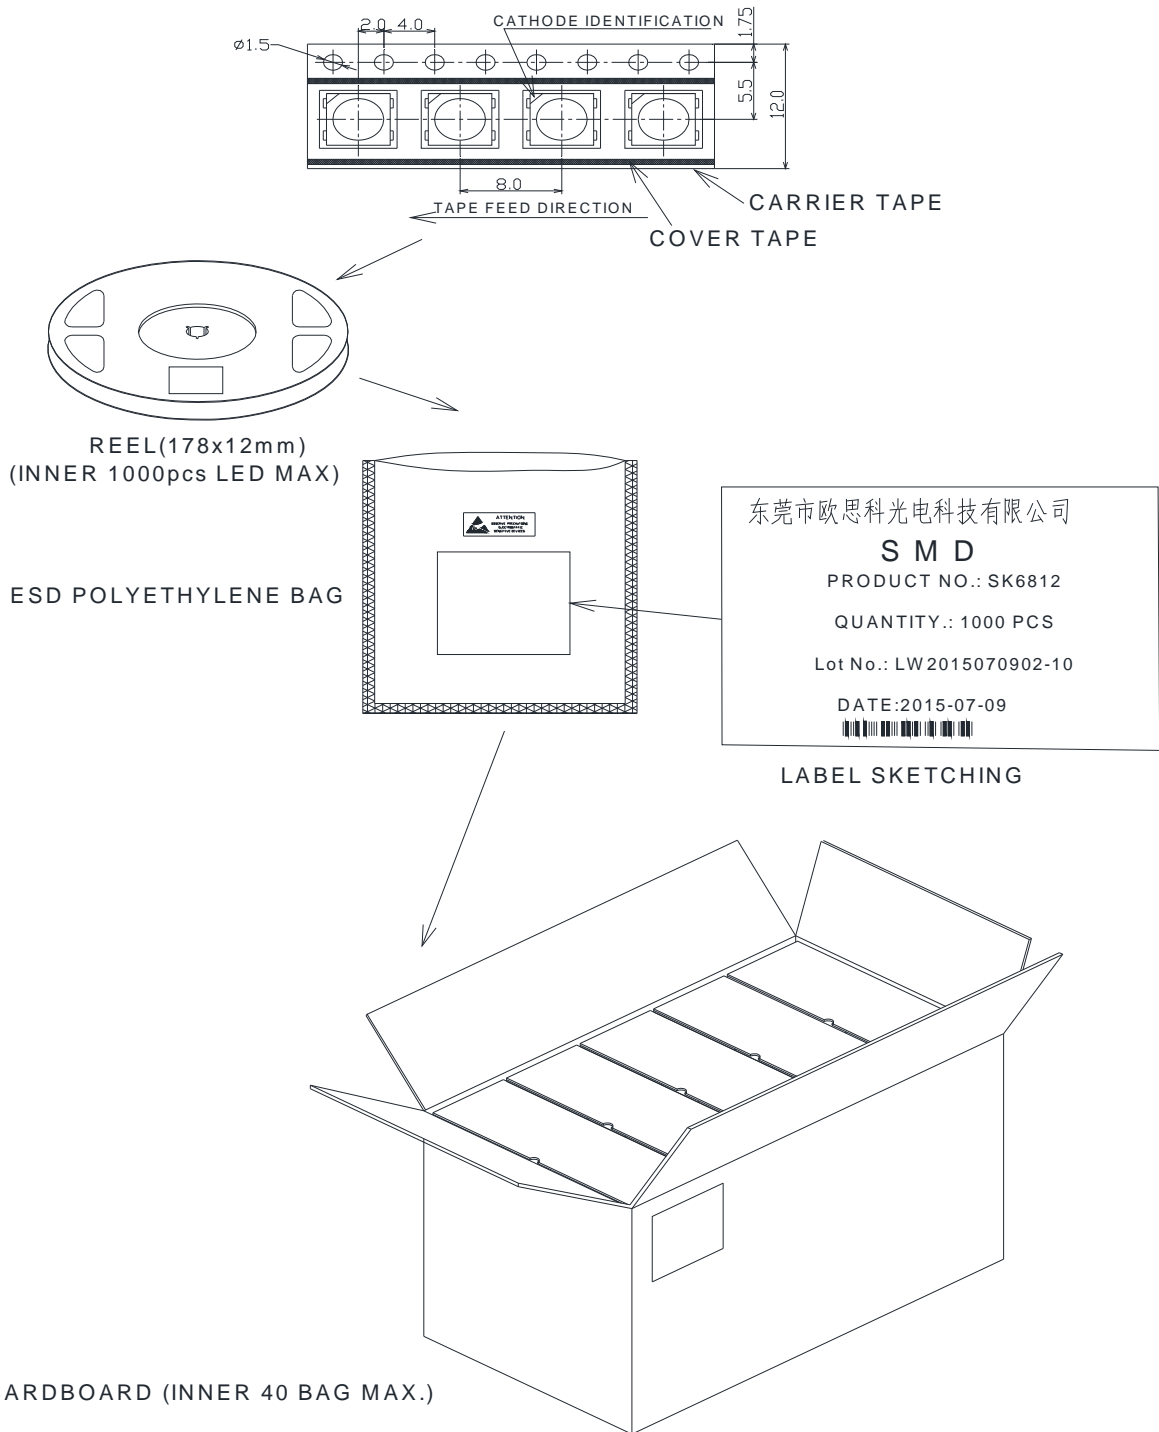 2.0 4.0
CATHODE IDENTIFICATION
1.75
ø1.5
5.5
12.0
8.0
TAPE FEED DIRECTION
CARRIER TAPE
COVER TAPE
REEL(178x12mm)
(INNER 1000pcs LED MAX)
ATTENTION
ESD POLYETHYLENE BAG
东莞市欧思科光电科技有限公司
SMD
PRODUCT NO.: SK6812
QUANTITY.: 1000 PCS
Lot No.: LW2015070902-10
DATE:2015-07-09
LABEL SKETCHING
ARDBOARD (INNER 40 BAG MAX.)